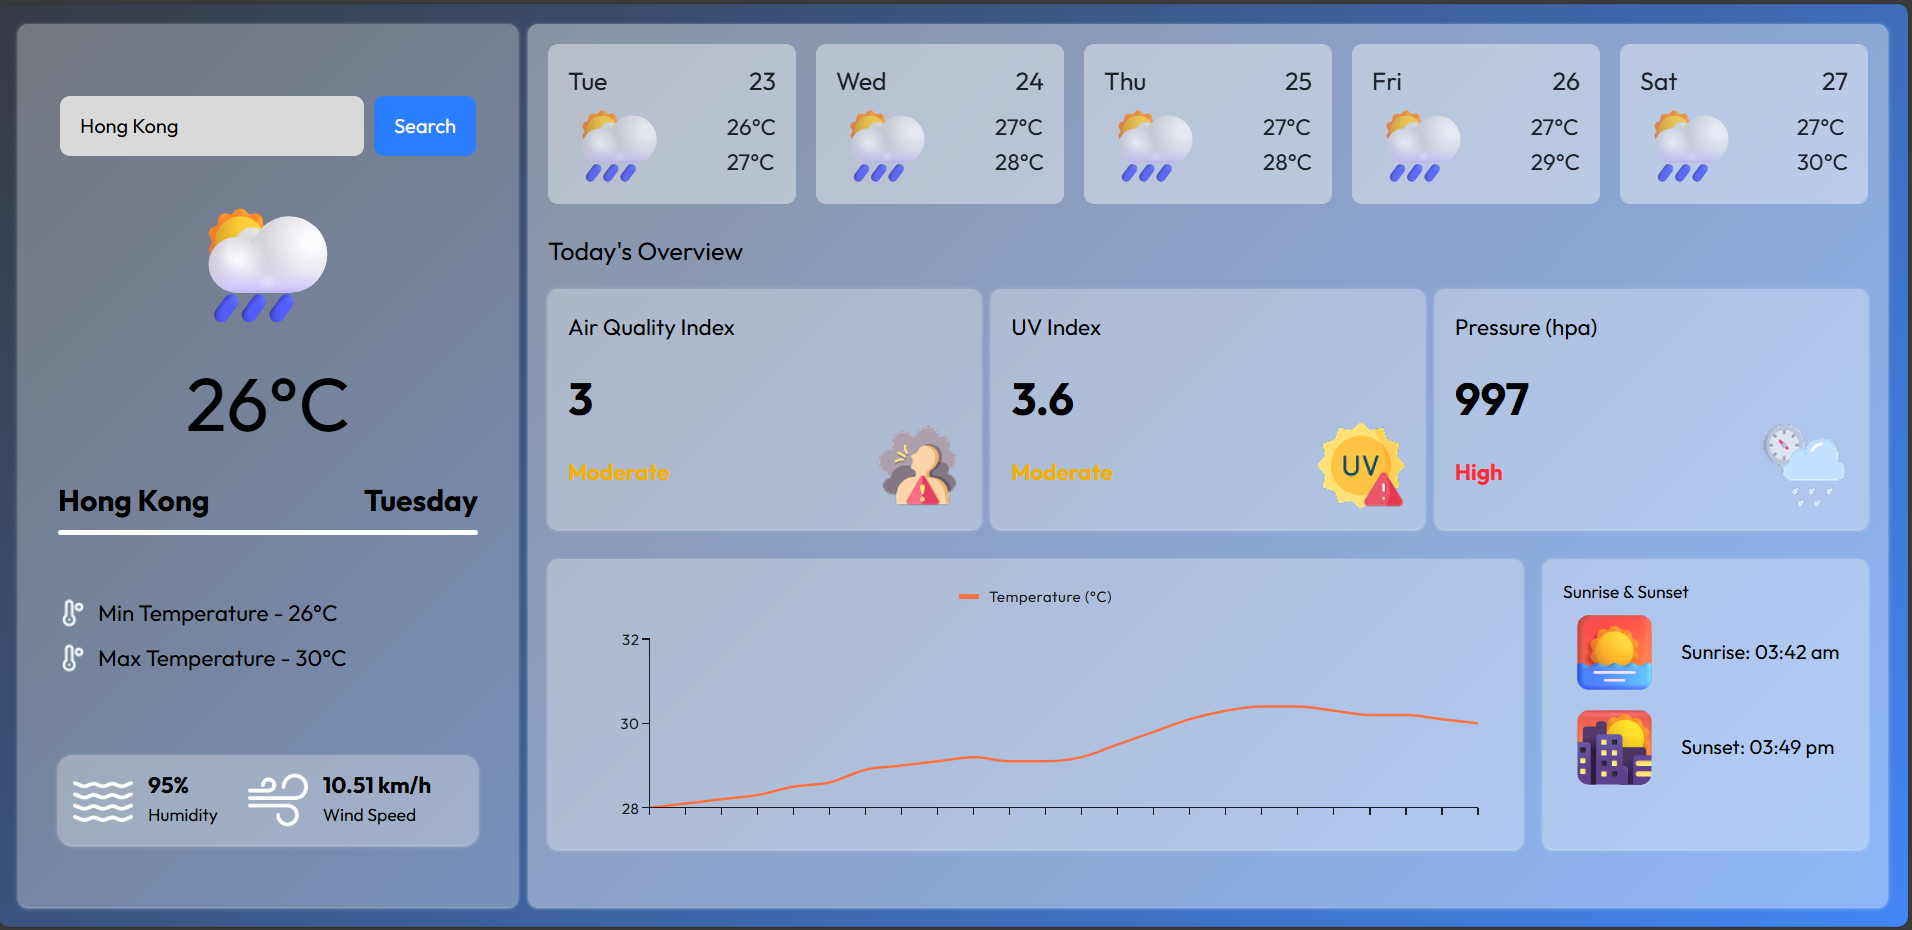 Hong Kong
Search
26°C
Hong Kong
Tuesday
Min Temperature - 26°C
Max Temperature - 30°C
95%
Humidity
10.51 km/h
Wind Speed
Tue 23
26°C
27°C
Wed 24
27°C
28°C
Thu 25
27°C
28°C
Fri 26
27°C
29°C
Sat 27
27°C
30°C
Today's Overview
Air Quality Index
3
Moderate
UV Index
3.6
Moderate
UV
Pressure (hpa)
997
High
Temperature (°C)
32
30
28
Sunrise & Sunset
Sunrise: 03:42 am
Sunset: 03:49 pm